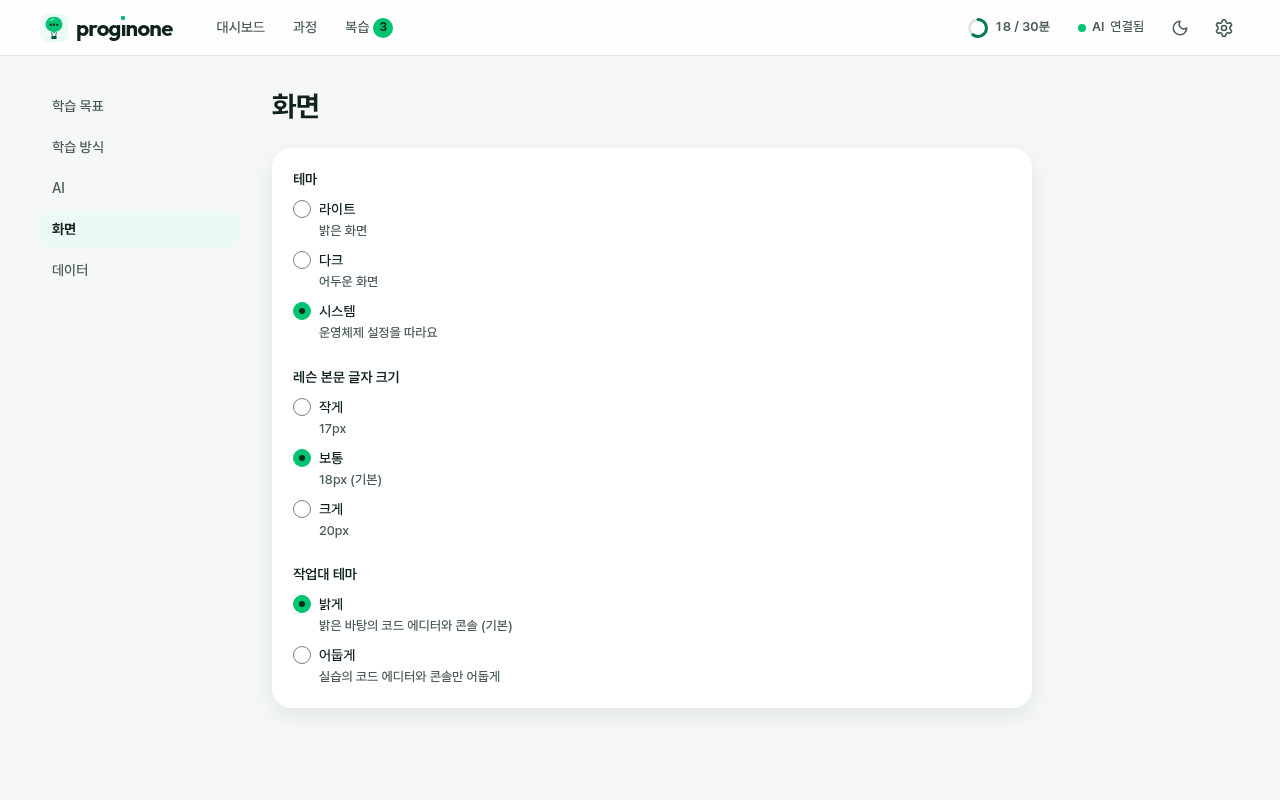 proginone
대시보드
과정
복습 3
18 / 30분
AI 연결됨
학습 목표
학습 방식
AI
화면
데이터
화면
테마
라이트
밝은 화면
다크
어두운 화면
시스템
운영체제 설정을 따라요
레슨 본문 글자 크기
작게
17px
보통
18px (기본)
크게
20px
작업대 테마
밝게
밝은 바탕의 코드 에디터와 콘솔 (기본)
어둡게
실습의 코드 에디터와 콘솔만 어둡게